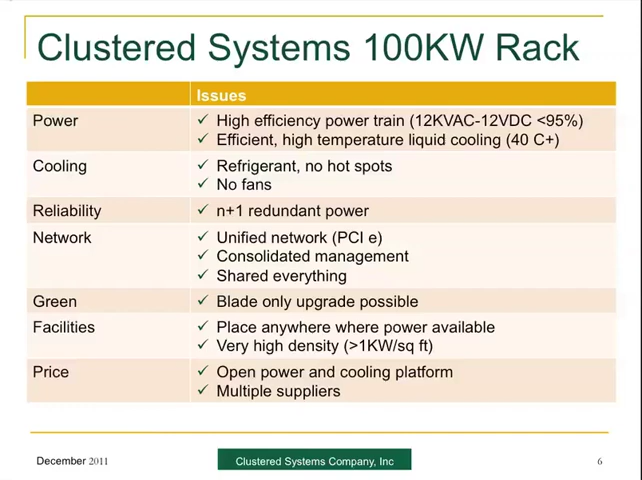 Clustered Systems 100KW Rack
Issues
Power
✓ High efficiency power train (12KVAC-12VDC <95%)
✓ Efficient, high temperature liquid cooling (40 C+)
Cooling
✓ Refrigerant, no hot spots
✓ No fans
Reliability
✓ n+1 redundant power
Network
✓ Unified network (PCI e)
✓ Consolidated management
✓ Shared everything
Green
✓ Blade only upgrade possible
Facilities
✓ Place anywhere where power available
✓ Very high density (>1KW/sq ft)
Price
✓ Open power and cooling platform
✓ Multiple suppliers
December 2011
Clustered Systems Company, Inc
6